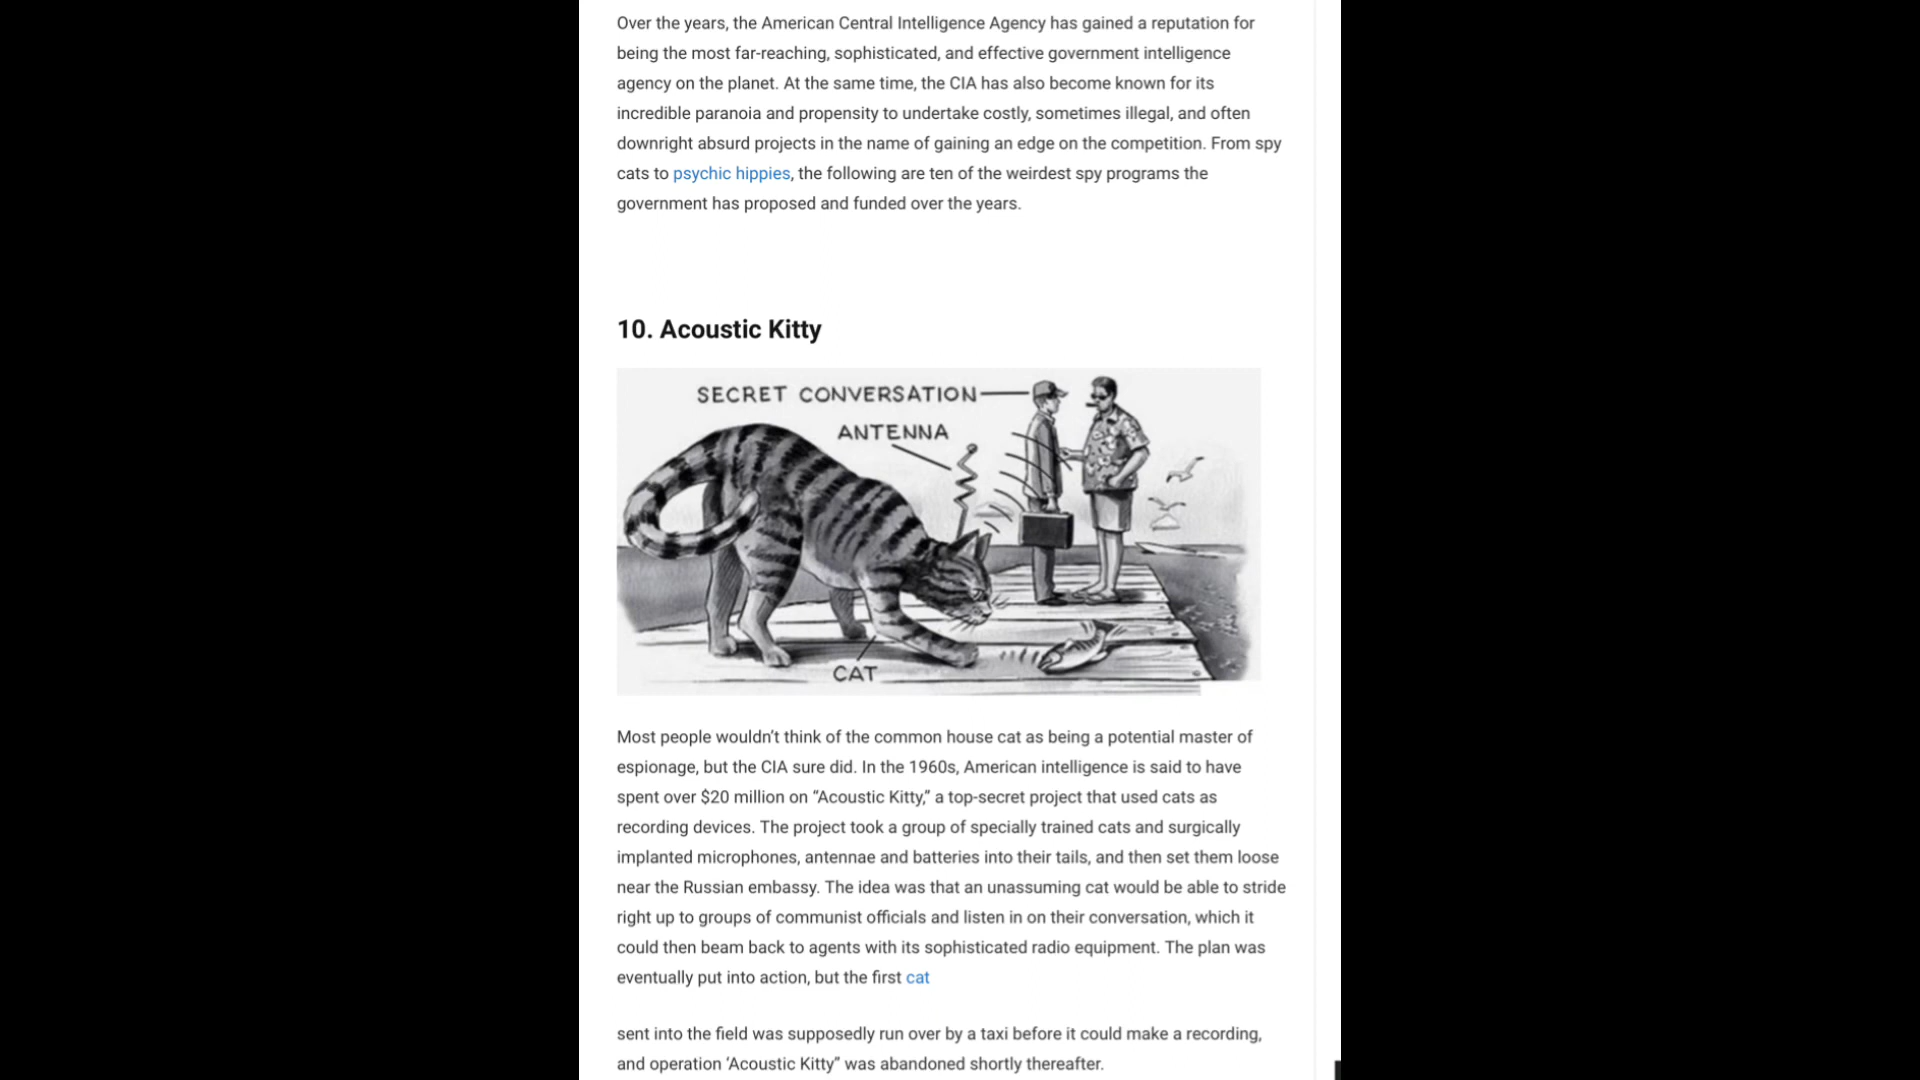 Over the years, the American Central Intelligence Agency has gained a reputation for
being the most far-reaching, sophisticated, and effective government intelligence
agency on the planet. At the same time, the CIA has also become known for its
incredible paranoia and propensity to undertake costly, sometimes illegal, and often
downright absurd projects in the name of gaining an edge on the competition. From spy
cats to psychic hippies, the following are ten of the weirdest spy programs the
government has proposed and funded over the years.
10. Acoustic Kitty
SECRET CONVERSATION
ANTENNA
CAT
Most people wouldn’t think of the common house cat as being a potential master of
espionage, but the CIA sure did. In the 1960s, American intelligence is said to have
spent over $20 million on “Acoustic Kitty,” a top-secret project that used cats as
recording devices. The project took a group of specially trained cats and surgically
implanted microphones, antennae and batteries into their tails, and then set them loose
near the Russian embassy. The idea was that an unassuming cat would be able to stride
right up to groups of communist officials and listen in on their conversation, which it
could then beam back to agents with its sophisticated radio equipment. The plan was
eventually put into action, but the first cat
sent into the field was supposedly run over by a taxi before it could make a recording,
and operation ‘Acoustic Kitty” was abandoned shortly thereafter.